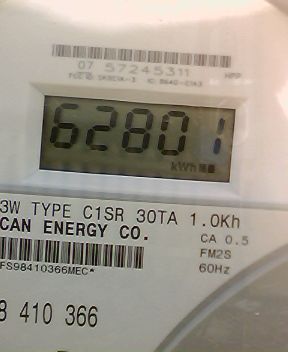 07 57245311 HPP
62801
kWh
3W TYPE C1SR 30TA 1.0Kh
CAN ENERGY CO.
CA 0.5
FM2S
60Hz
FS98410366MEC*
8 410 366